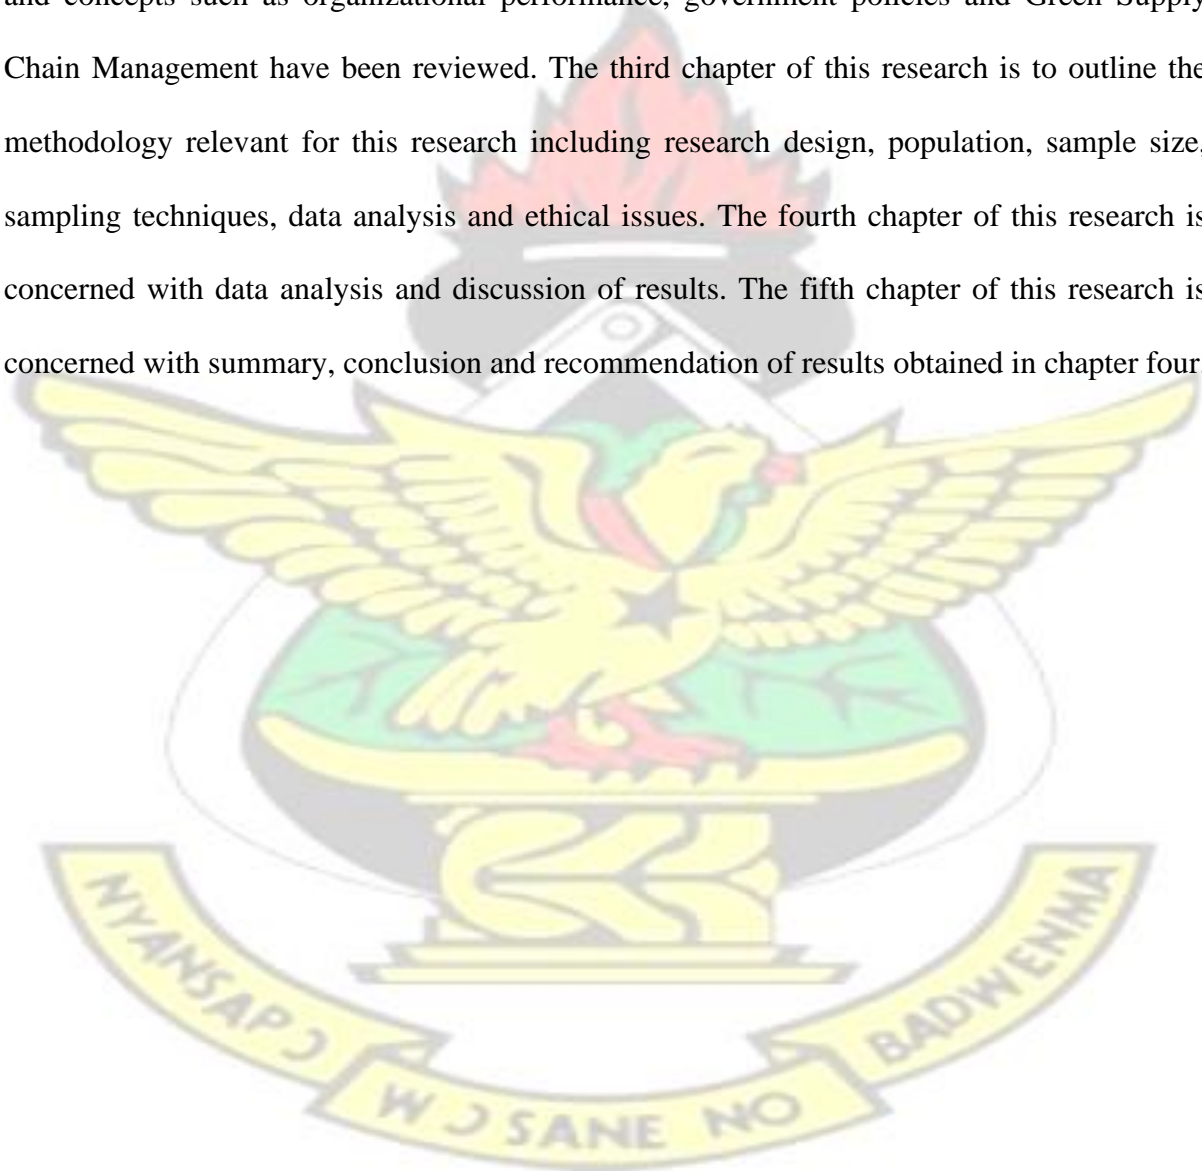 and concepts such as organizational performance, government policies and Green Supply
Chain Management have been reviewed. The third chapter of this research is to outline the
methodology relevant for this research including research design, population, sample size,
sampling techniques, data analysis and ethical issues. The fourth chapter of this research is
concerned with data analysis and discussion of results. The fifth chapter of this research is
concerned with summary, conclusion and recommendation of results obtained in chapter four.
NYANSAPƆ
WƆSANE NO
BADWENMA